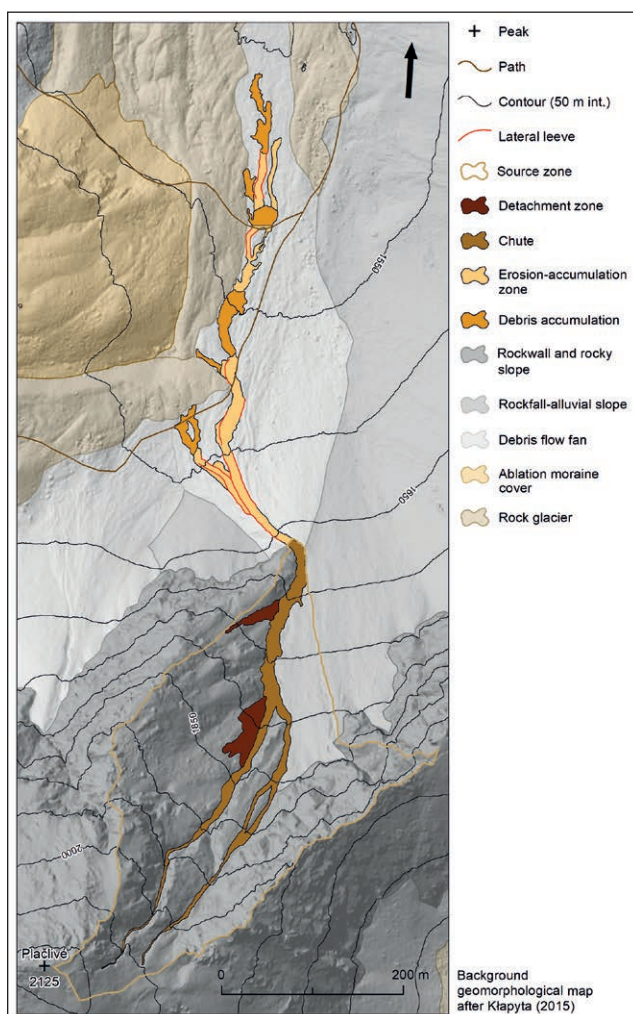 Peak
Path
Contour (50 m int.)
Lateral leeve
Source zone
Detachment zone
Chute
Erosion-accumulation
zone
Debris accumulation
Rockwall and rocky
slope
Rockfall-alluvial slope
Debris flow fan
Ablation moraine
cover
Rock glacier
1550
1650
1850
2000
Plačlivé
2125
0
200 m
Background
geomorphological map
after Kłapyta (2015)